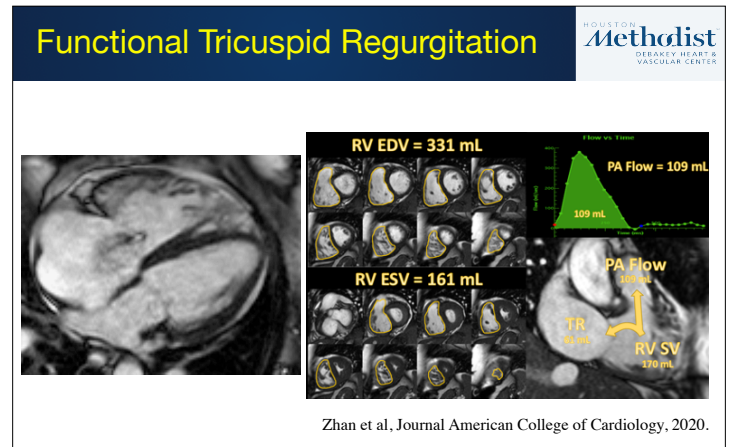 Functional Tricuspid Regurgitation
HOUSTON
Methodist
DEBAKEY HEART &
VASCULAR CENTER
RV EDV = 331 mL
RV ESV = 161 mL
Flow vs Time
PA Flow = 109 mL
109 mL
PA Flow
109 mL
TR
61 mL
RV SV
170 mL
Zhan et al, Journal American College of Cardiology, 2020.